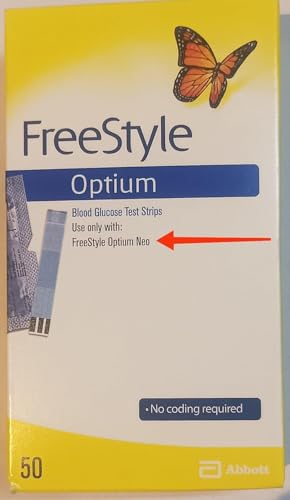 FreeStyle
Optium
Blood Glucose Test Strips
Use only with:
FreeStyle Optium Neo
• No coding required
50
Abbott